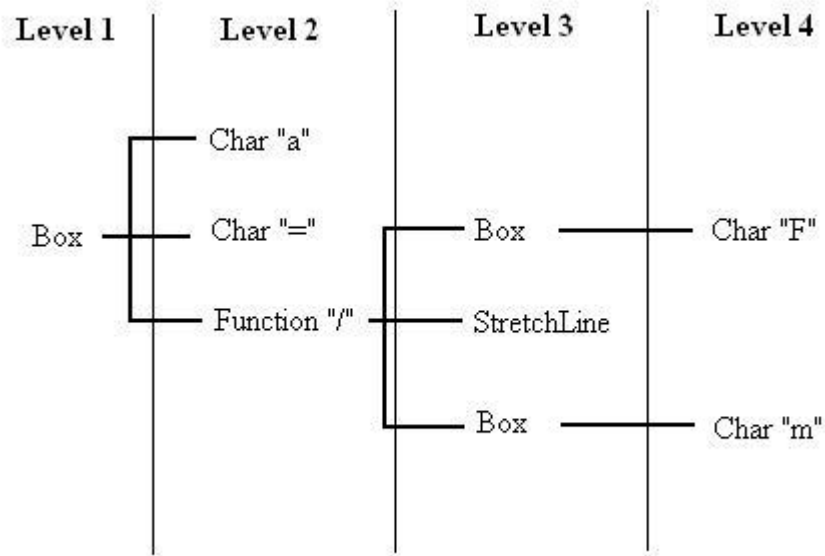 Level 1 Level 2 Level 3 Level 4
Char "a"
Box Char "=" Box Char "F"
Function "/" StretchLine
Box Char "m"